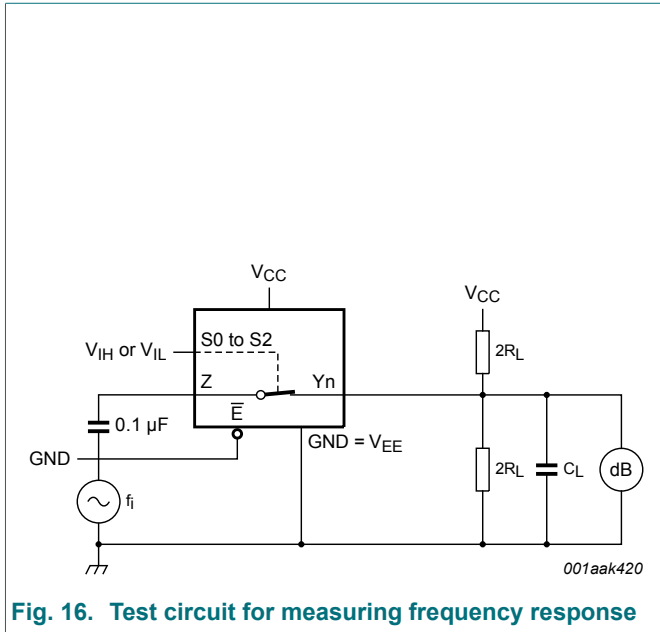 VCC
VCC
S0 to S2
2RL
VIH or VIL
Z
Yn
E̅
0.1 µF
GND = VEE
GND
2RL
CL
dB
fi
001aak420
Fig. 16. Test circuit for measuring frequency response